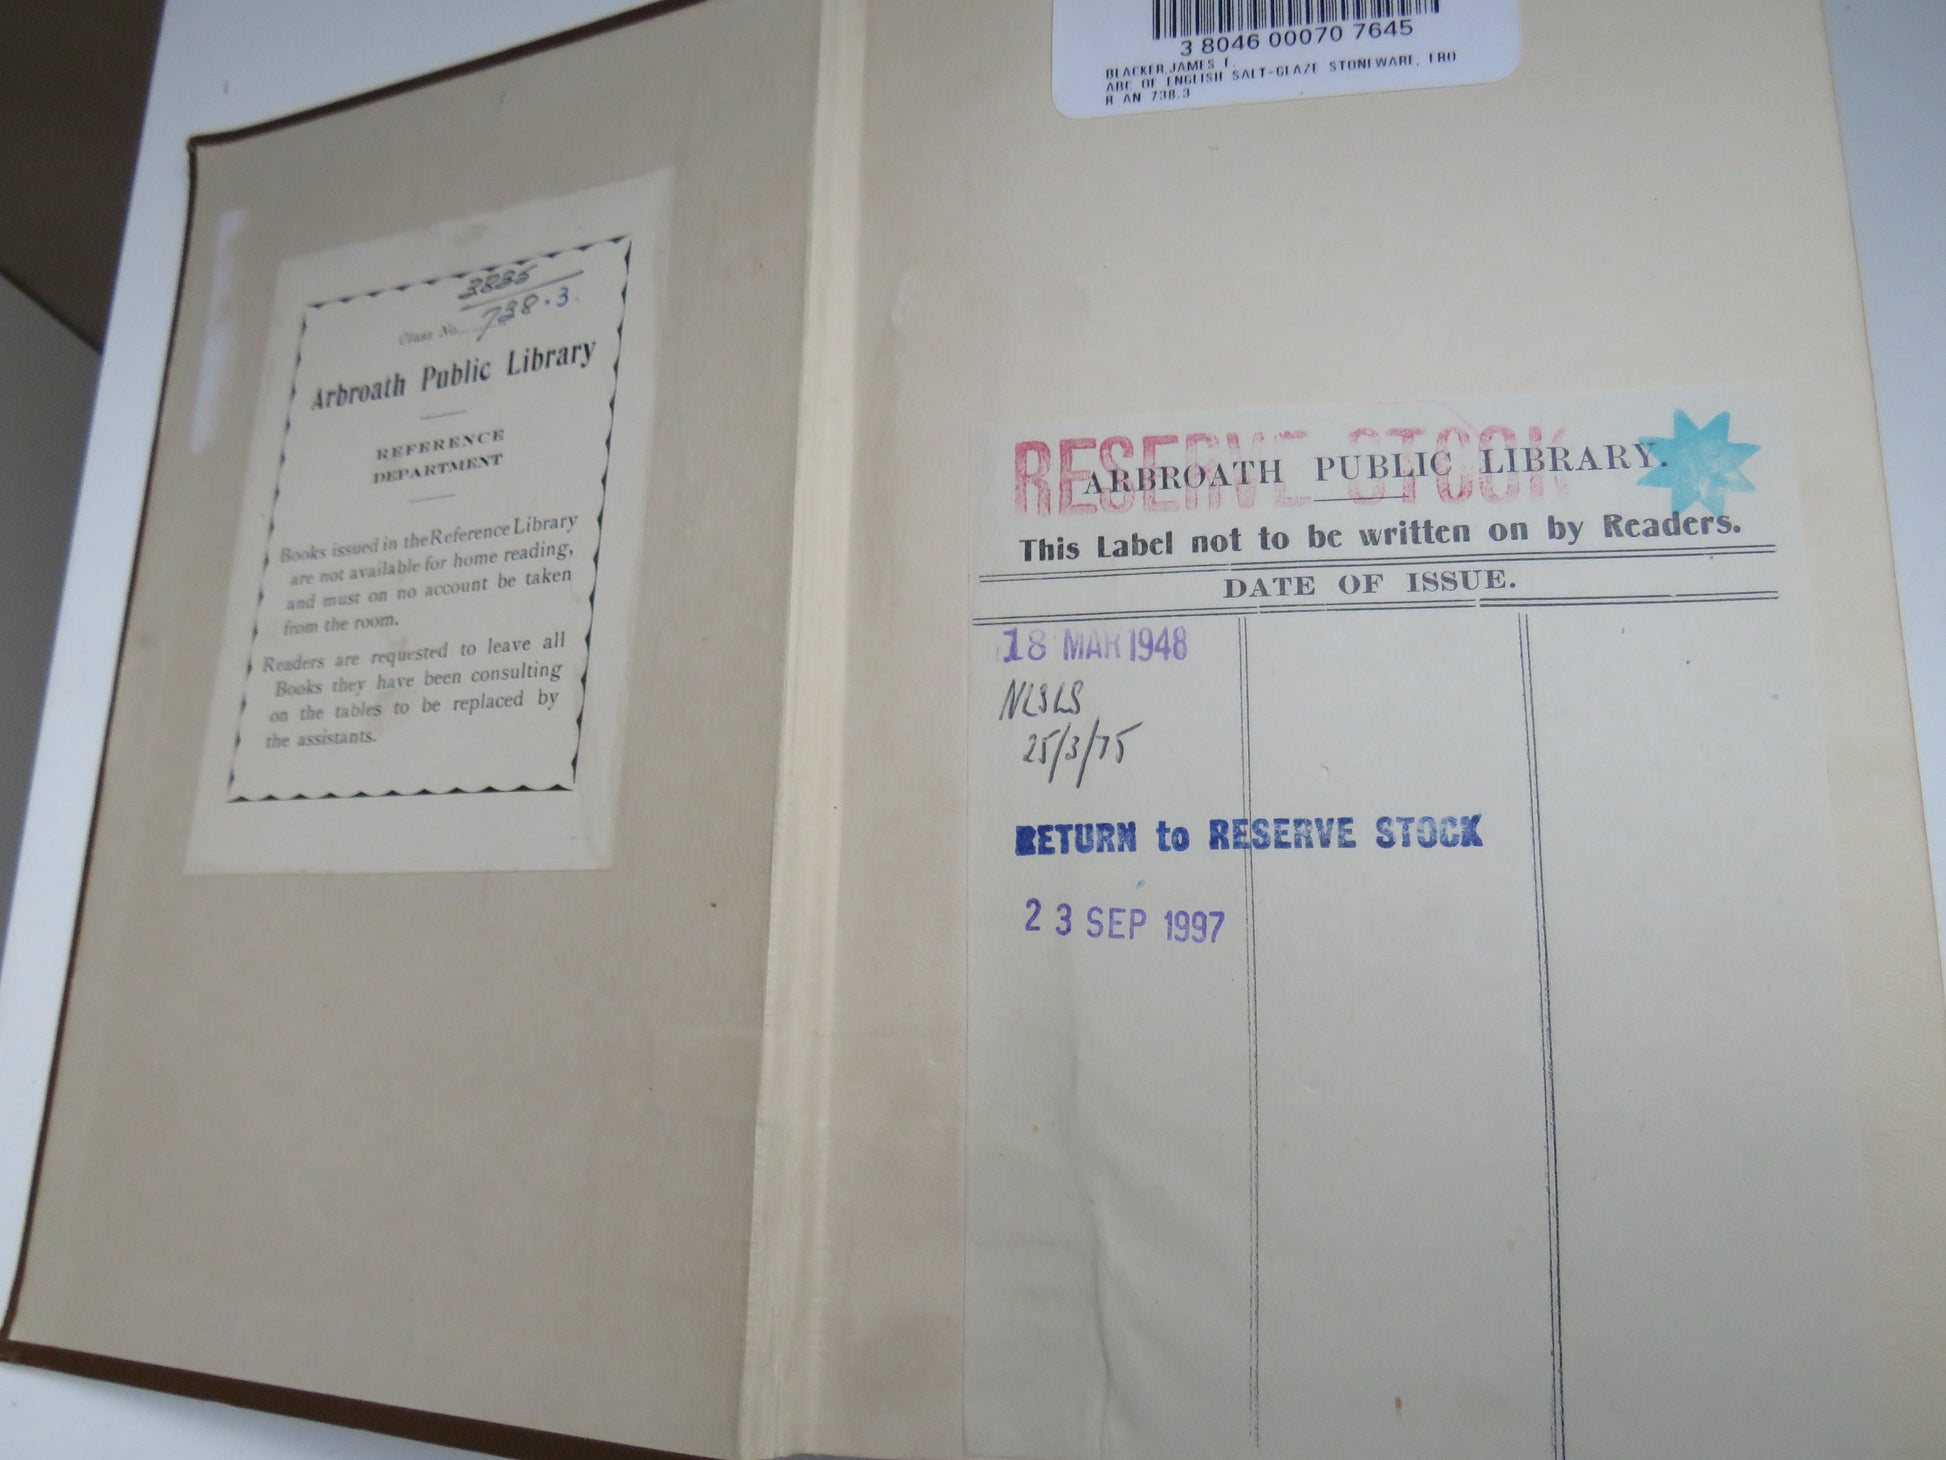 3835
738.3
Class No.....
Arbroath Public Library
REFERENCE
DEPARTMENT
Books issued in the Reference Library
are not available for home reading,
and must on no account be taken
from the room.
Readers are requested to leave all
Books they have been consulting
on the tables to be replaced by
the assistants.
3 8046 00070 7645
BLACKER,JAMES F.
ABC OF ENGLISH SALT-GLAZE STONEWARE, FRO
R AN 738.3
RESERVE STOCK
ARBROATH PUBLIC LIBRARY.
This Label not to be written on by Readers.
DATE OF ISSUE.
18 MAR 1948
NLSLS
25/3/75
RETURN to RESERVE STOCK
23 SEP 1997